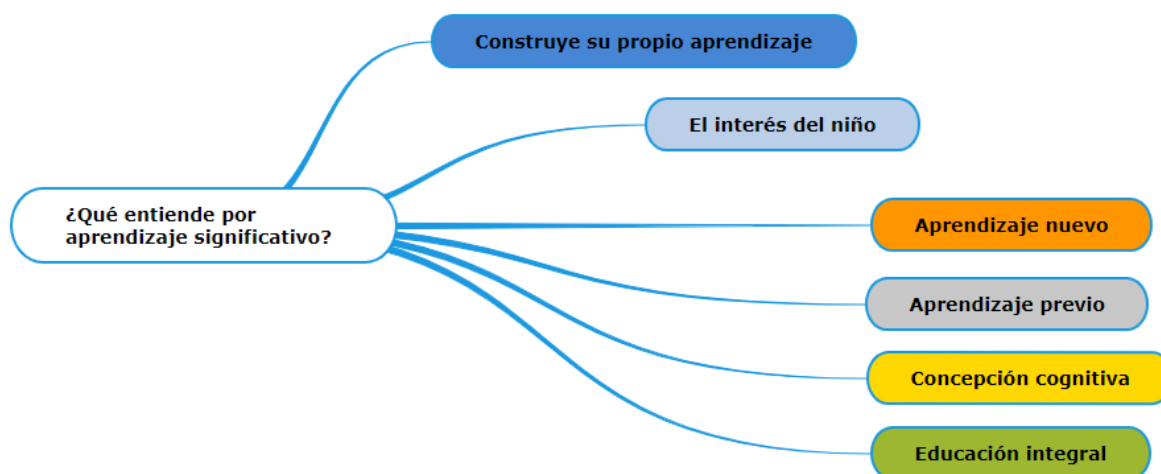 Construye su propio aprendizaje
El interés del niño
¿Qué entiende por
aprendizaje significativo?
Aprendizaje nuevo
Aprendizaje previo
Concepción cognitiva
Educación integral